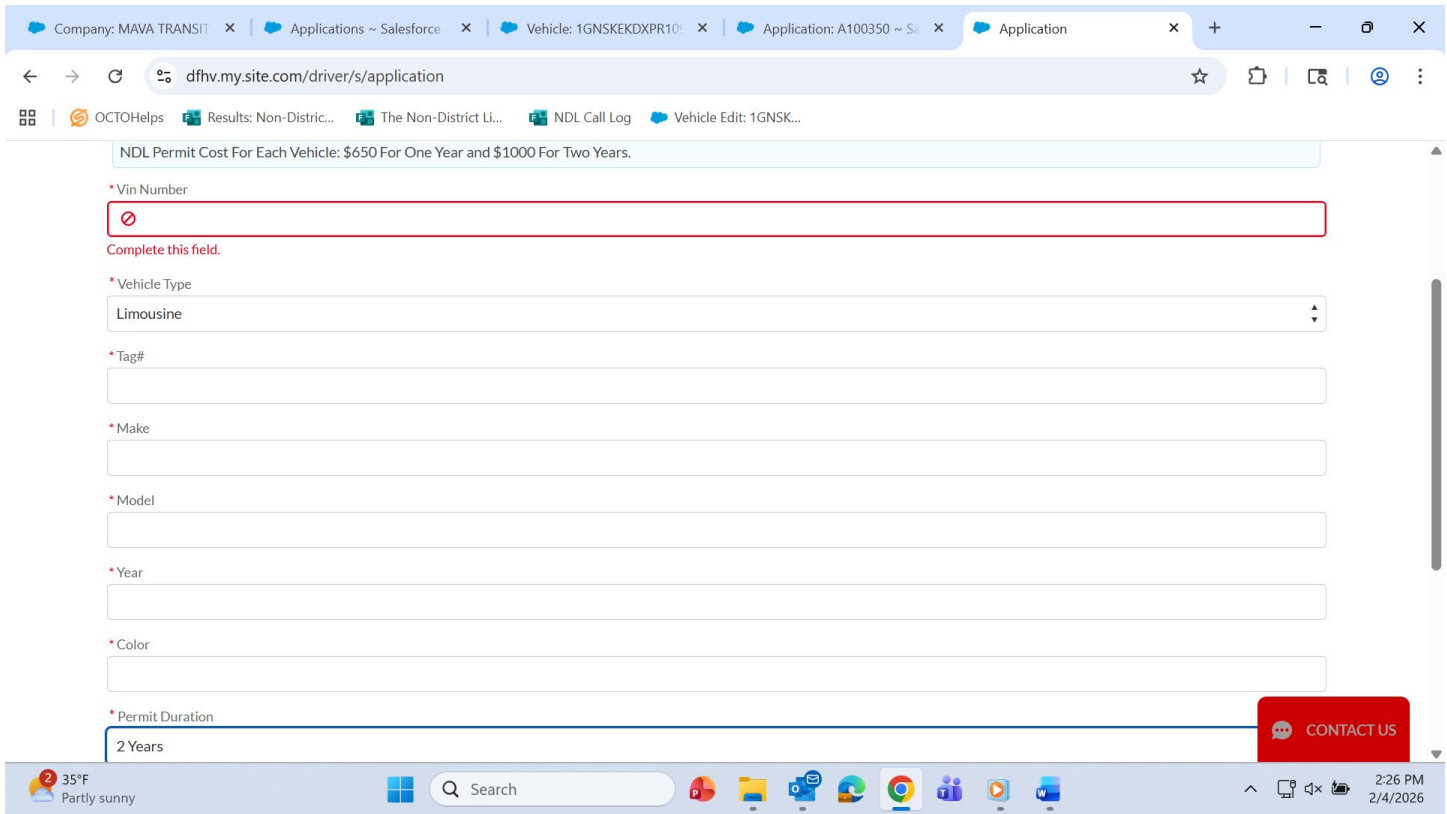 Company: MAVA TRANSIT
Applications ~ Salesforce
Vehicle: 1GNSKEKDXPR10
Application: A100350 ~ Sa
Application
dfhv.my.site.com/driver/s/application
OCTOHelps
Results: Non-Distric...
The Non-District Li...
NDL Call Log
Vehicle Edit: 1GNSK...
NDL Permit Cost For Each Vehicle: $650 For One Year and $1000 For Two Years.
* Vin Number
Complete this field.
* Vehicle Type
Limousine
* Tag#
* Make
* Model
* Year
* Color
* Permit Duration
2 Years
CONTACT US
2
35°F
Partly sunny
Search
2:26 PM
2/4/2026